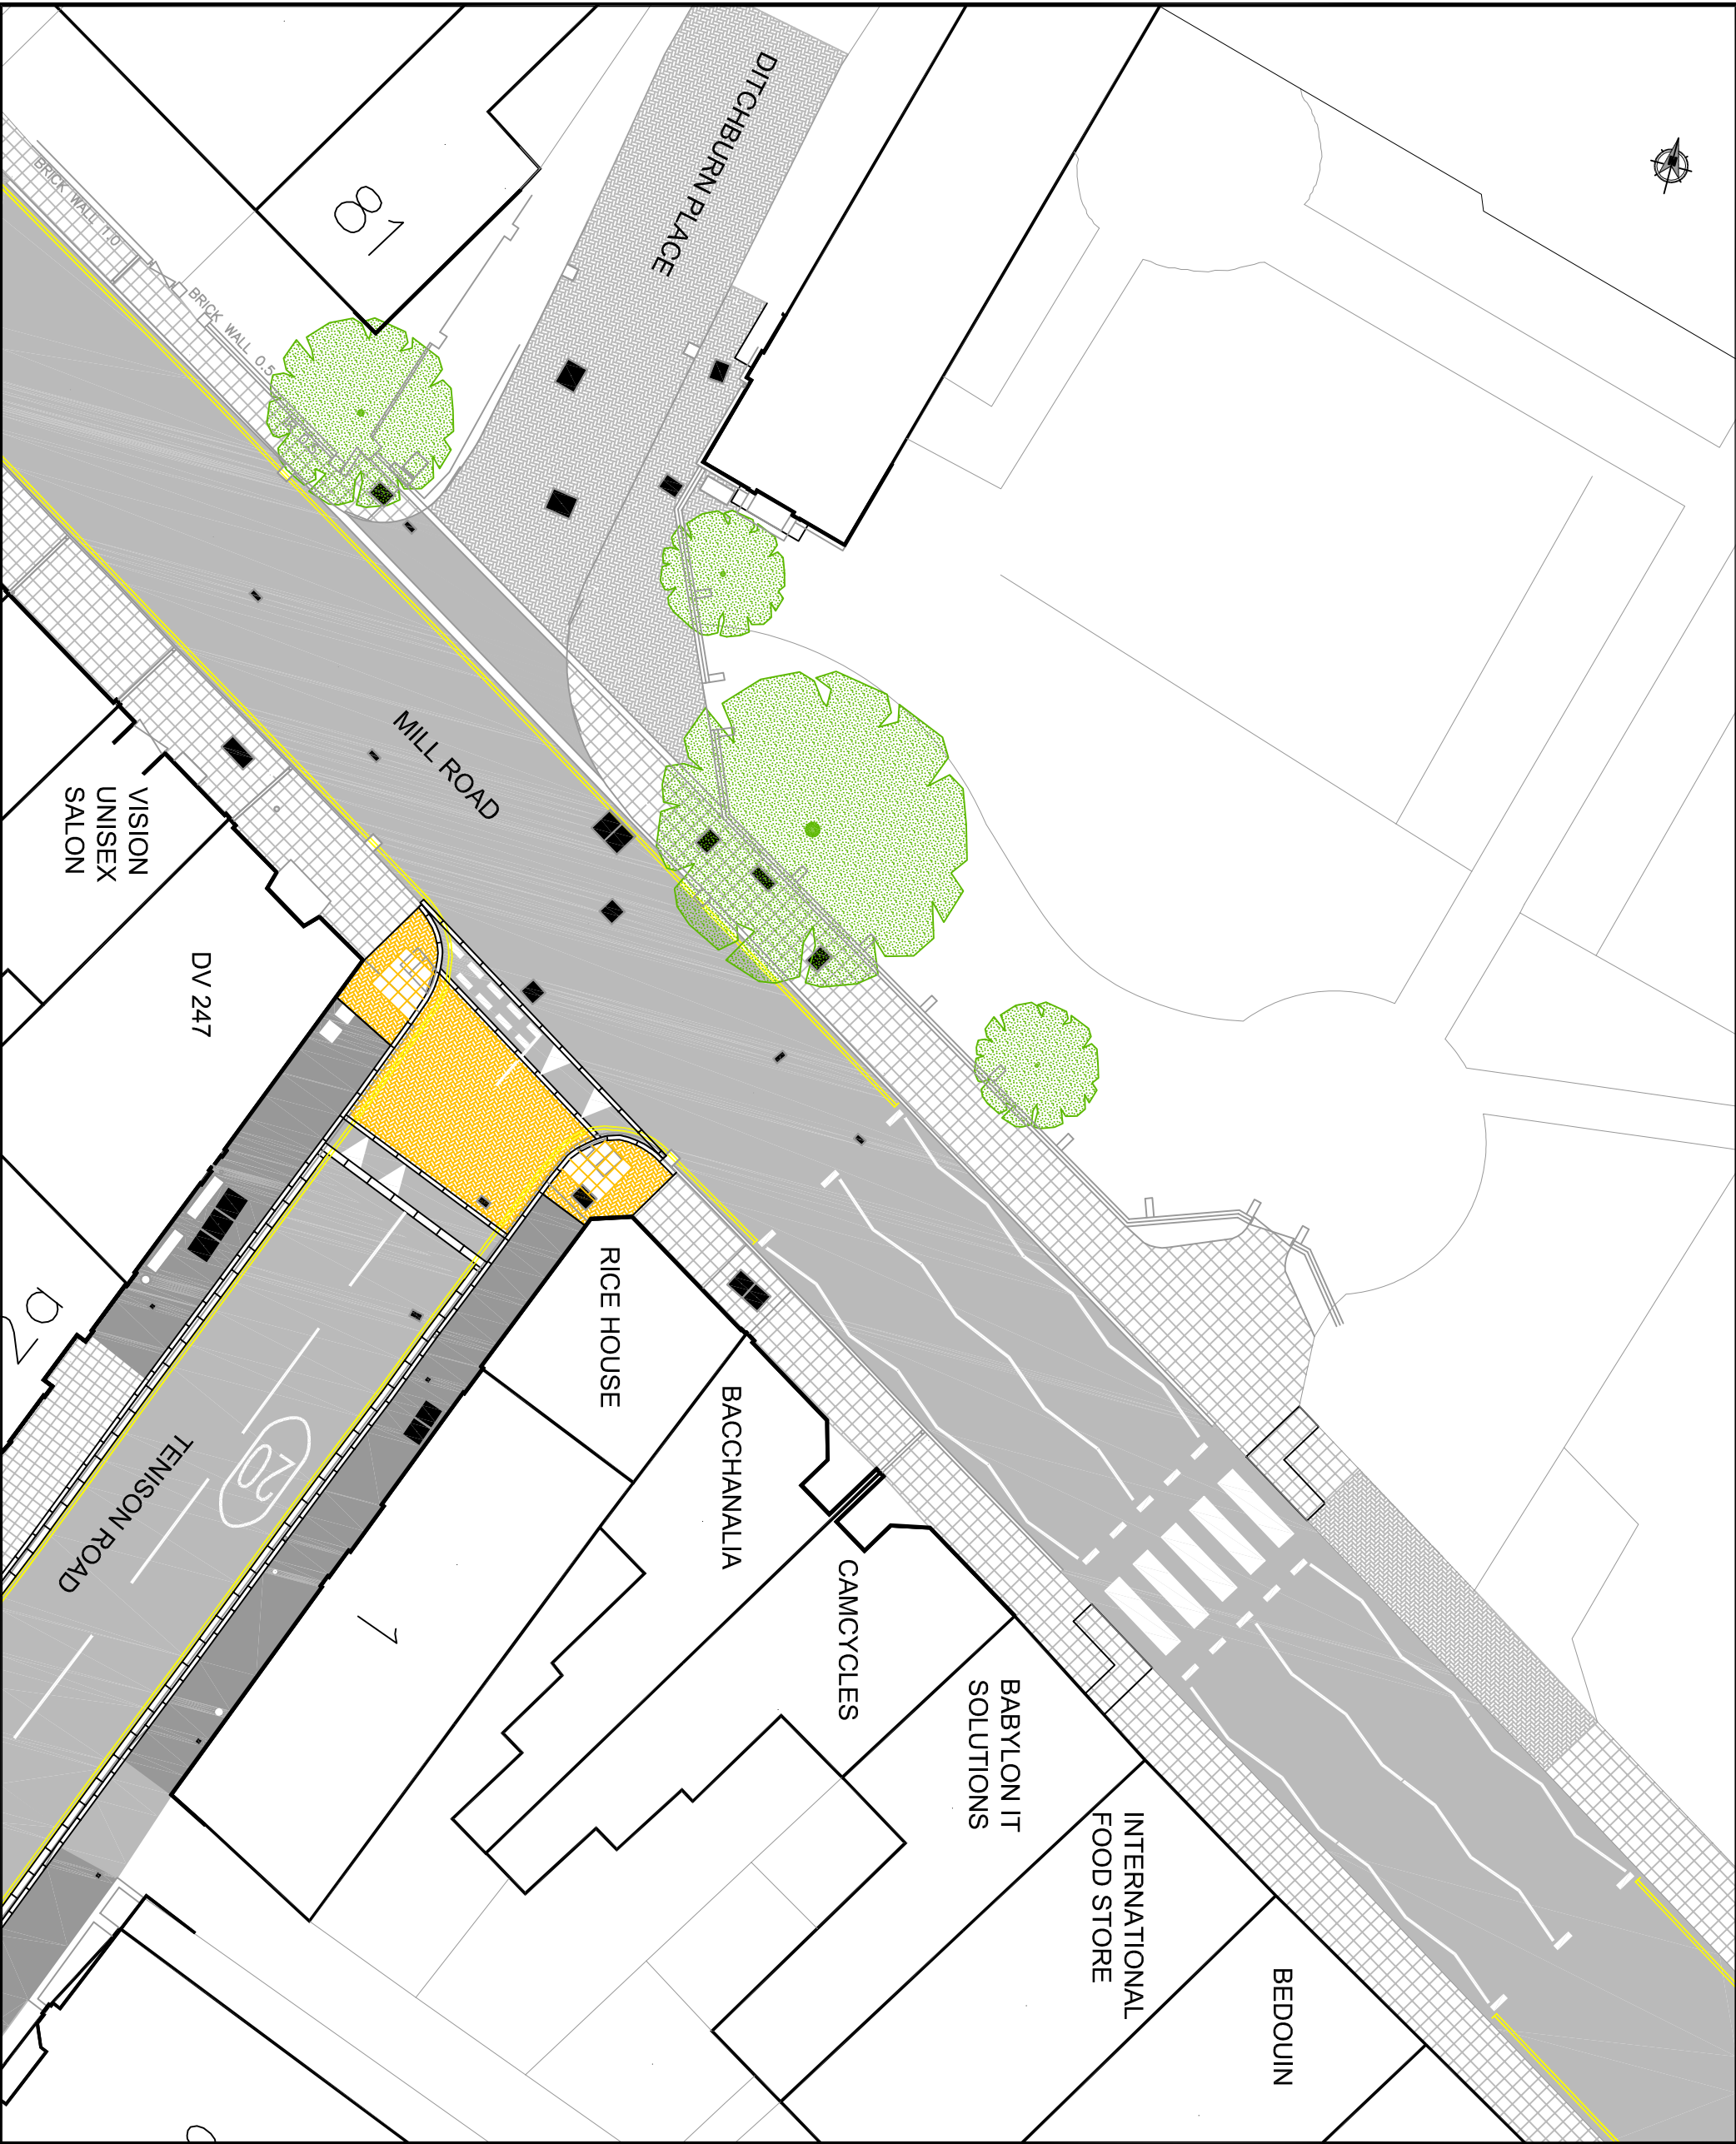 DITCHBURN PLACE
81
BRICK WALL 1.0
BRICK WALL 0.5
MILL ROAD
VISION
UNISEX
SALON
DV 247
RICE HOUSE
BACCHANALIA
CAMCYCLES
BABYLON IT
SOLUTIONS
INTERNATIONAL
FOOD STORE
BEDOUIN
TENISON ROAD
20
1